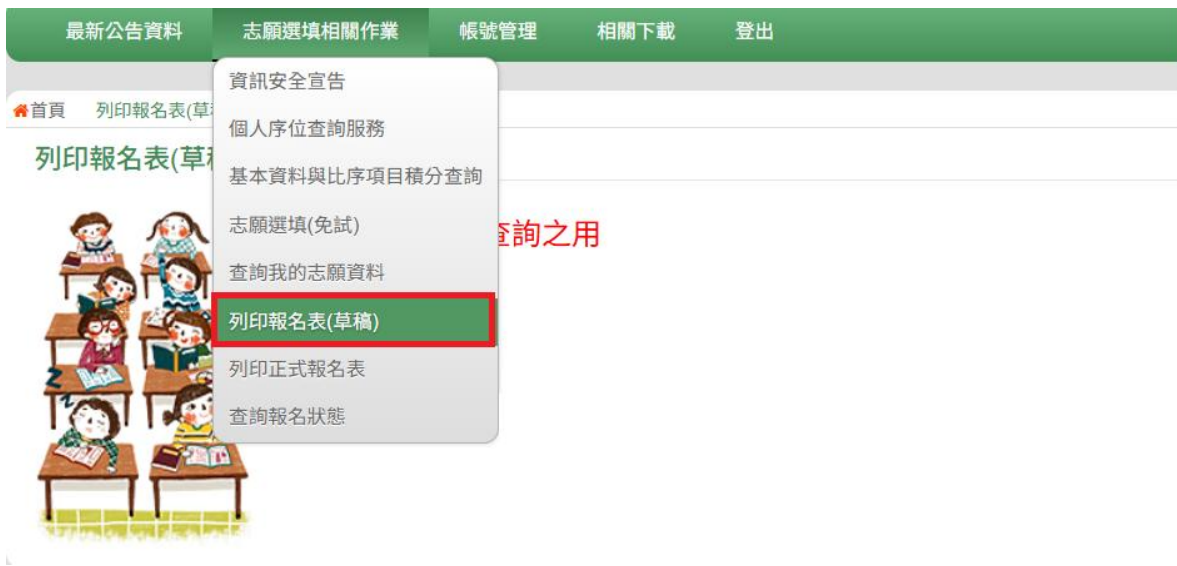 最新公告資料 志願選填相關作業 帳號管理 相關下載 登出
資訊安全宣告
首頁 列印報名表(草
個人序位查詢服務
列印報名表(草
基本資料與比序項目積分查詢
志願選填(免試)
詢之用
查詢我的志願資料
列印報名表(草稿)
列印正式報名表
查詢報名狀態